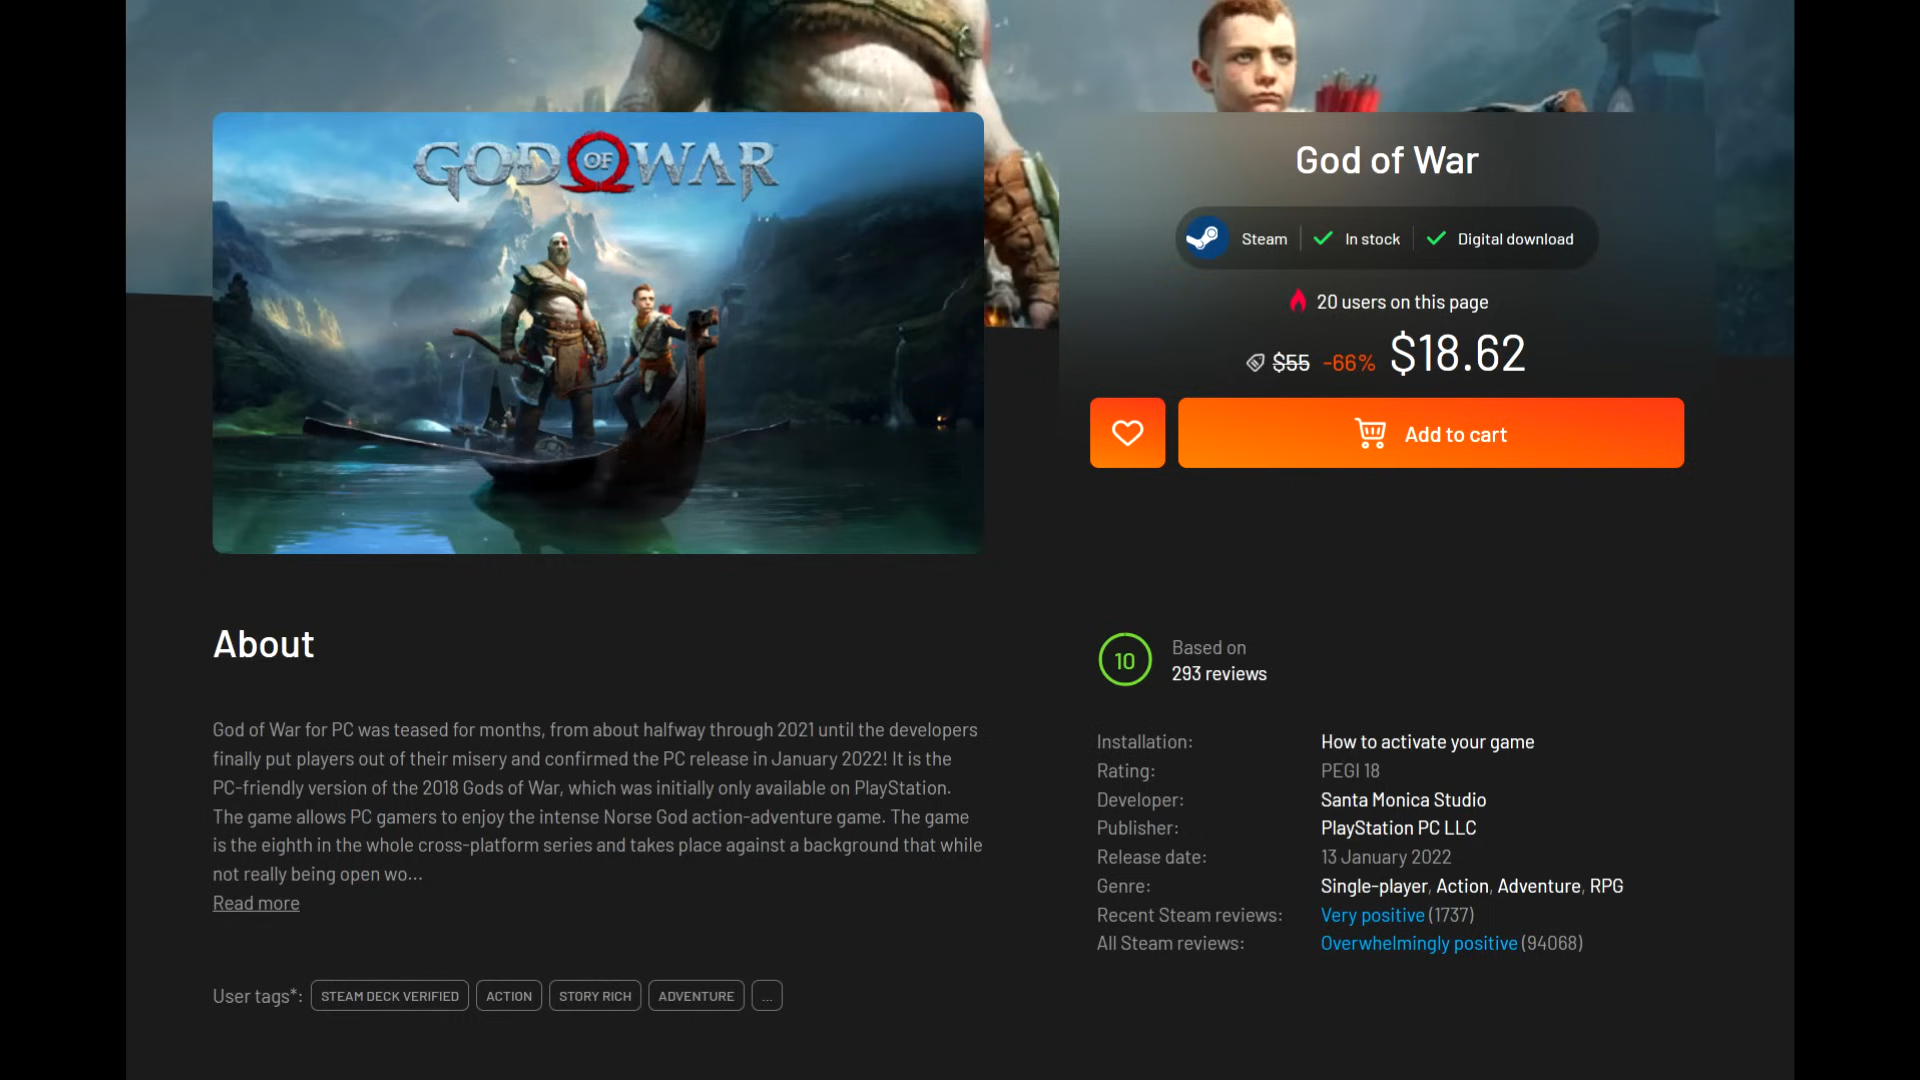 GOD OF WAR
God of War
Steam
In stock
Digital download
20 users on this page
$55 -66% $18.62
Add to cart
About
God of War for PC was teased for months, from about halfway through 2021 until the developers
finally put players out of their misery and confirmed the PC release in January 2022! It is the
PC-friendly version of the 2018 Gods of War, which was initially only available on PlayStation.
The game allows PC gamers to enjoy the intense Norse God action-adventure game. The game
is the eighth in the whole cross-platform series and takes place against a background that while
not really being open wo...
Read more
User tags*: STEAM DECK VERIFIED ACTION STORY RICH ADVENTURE ...
10
Based on
293 reviews
Installation: How to activate your game
Rating: PEGI 18
Developer: Santa Monica Studio
Publisher: PlayStation PC LLC
Release date: 13 January 2022
Genre: Single-player, Action, Adventure, RPG
Recent Steam reviews: Very positive (1737)
All Steam reviews: Overwhelmingly positive (94068)